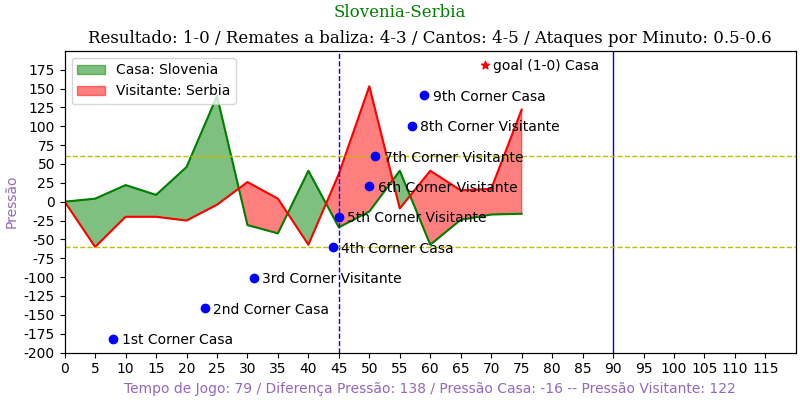 Slovenia-Serbia
Resultado: 1-0 / Remates a baliza: 4-3 / Cantos: 4-5 / Ataques por Minuto: 0.5-0.6
Casa: Slovenia
Visitante: Serbia
goal (1-0) Casa
9th Corner Casa
8th Corner Visitante
7th Corner Visitante
6th Corner Visitante
5th Corner Visitante
4th Corner Casa
3rd Corner Visitante
2nd Corner Casa
1st Corner Casa
Pressão
175
150
125
100
75
50
25
0
-25
-50
-75
-100
-125
-150
-175
-200
0 5 10 15 20 25 30 35 40 45 50 55 60 65 70 75 80 85 90 95 100 105 110 115
Tempo de Jogo: 79 / Diferença Pressão: 138 / Pressão Casa: -16 -- Pressão Visitante: 122